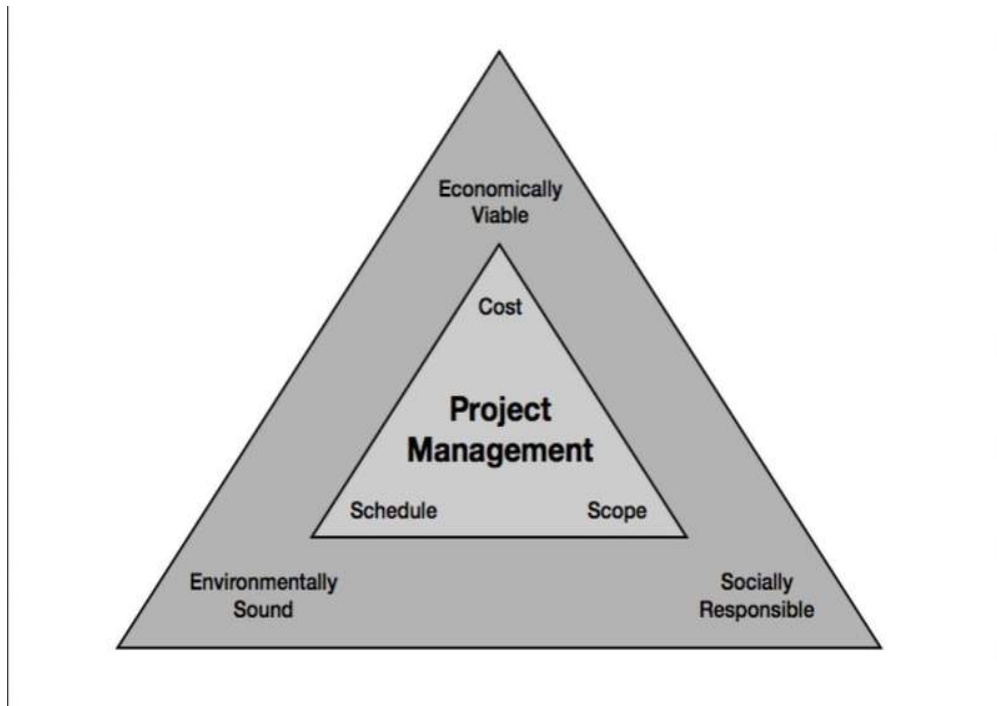 Economically
Viable
Cost
Project
Management
Schedule
Scope
Environmentally
Sound
Socially
Responsible